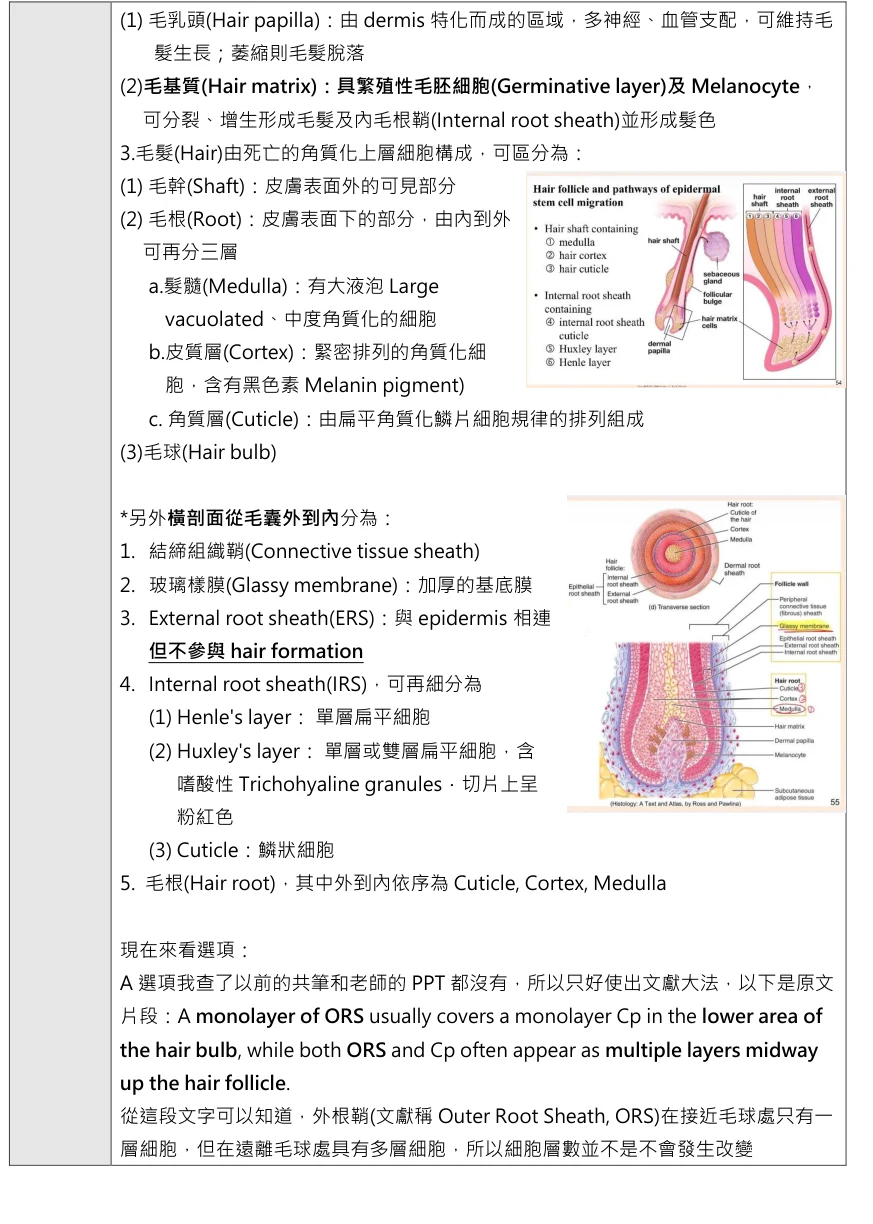 (1) 毛乳頭(Hair papilla)：由 dermis 特化而成的區域，多神經、血管支配，可維持毛
髮生長；萎縮則毛髮脫落
(2)毛基質(Hair matrix)：具繁殖性毛胚細胞(Germinative layer)及 Melanocyte，
可分裂、增生形成毛髮及內毛根鞘(Internal root sheath)並形成髮色
3.毛髮(Hair)由死亡的角質化上層細胞構成，可區分為：
(1) 毛幹(Shaft)：皮膚表面外的可見部分
(2) 毛根(Root)：皮膚表面下的部分，由內到外
可再分三層
a.髮髓(Medulla)：有大液泡 Large
vacuolated、中度角質化的細胞
b.皮質層(Cortex)：緊密排列的角質化細
胞，含有黑色素 Melanin pigment)
c. 角質層(Cuticle)：由扁平角質化鱗片細胞規律的排列組成
(3)毛球(Hair bulb)
Hair follicle and pathways of epidermal
stem cell migration
• Hair shaft containing
① medulla
② hair cortex
③ hair cuticle
• Internal root sheath
containing
④ internal root sheath
cuticle
⑤ Huxley layer
⑥ Henle layer
hair shaft
sebaceous
gland
follicular
bulge
hair matrix
cells
dermal
papilla
hair
shaft
internal
root
sheath
external
root
sheath
①②③④⑤⑥
54
*另外橫剖面從毛囊外到內分為：
1. 結締組織鞘(Connective tissue sheath)
2. 玻璃樣膜(Glassy membrane)：加厚的基底膜
3. External root sheath(ERS)：與 epidermis 相連
但不參與 hair formation
4. Internal root sheath(IRS)，可再細分為
(1) Henle's layer： 單層扁平細胞
(2) Huxley's layer： 單層或雙層扁平細胞，含
嗜酸性 Trichohyaline granules，切片上呈
粉紅色
(3) Cuticle：鱗狀細胞
5. 毛根(Hair root)，其中外到內依序為 Cuticle, Cortex, Medulla
Hair root:
Cuticle of
the hair
Cortex
Medulla
Hair
follicle:
Epithelial
root sheath
Internal
root sheath
External
root sheath
Dermal root
sheath
(d) Transverse section
Follicle wall
Peripheral
connective tissue
(fibrous) sheath
Glassy membrane
Epithelial root sheath
External root sheath
Internal root sheath
Hair root
Cuticle ③
Cortex ②
Medulla ①
Hair matrix
Dermal papilla
Melanocyte
Subcutaneous
adipose tissue
(Histology: A Text and Atlas, by Ross and Pawlina)
55
現在來看選項：
A 選項我查了以前的共筆和老師的 PPT 都沒有，所以只好使出文獻大法，以下是原文
片段：A monolayer of ORS usually covers a monolayer Cp in the lower area of
the hair bulb, while both ORS and Cp often appear as multiple layers midway
up the hair follicle.
從這段文字可以知道，外根鞘(文獻稱 Outer Root Sheath, ORS)在接近毛球處只有一
層細胞，但在遠離毛球處具有多層細胞，所以細胞層數並不是不會發生改變